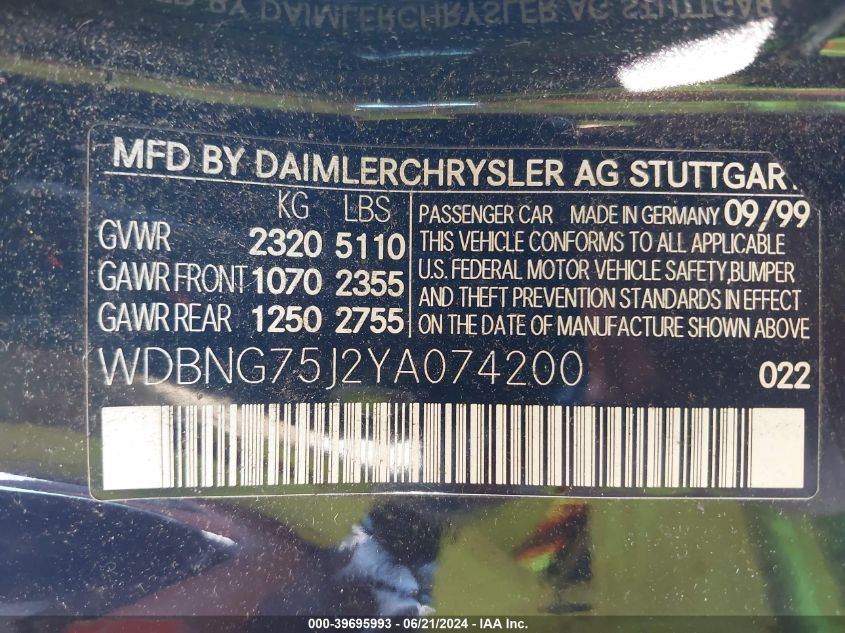 MFD BY DAIMLERCHRYSLER AG STUTTGART
KG LBS
GVWR 2320 5110
GAWR FRONT 1070 2355
GAWR REAR 1250 2755
PASSENGER CAR MADE IN GERMANY 09/99
THIS VEHICLE CONFORMS TO ALL APPLICABLE
U.S. FEDERAL MOTOR VEHICLE SAFETY,BUMPER
AND THEFT PREVENTION STANDARDS IN EFFECT
ON THE DATE OF MANUFACTURE SHOWN ABOVE
WDBNG75J2YA074200 022
000-39695993 - 06/21/2024 - IAA Inc.